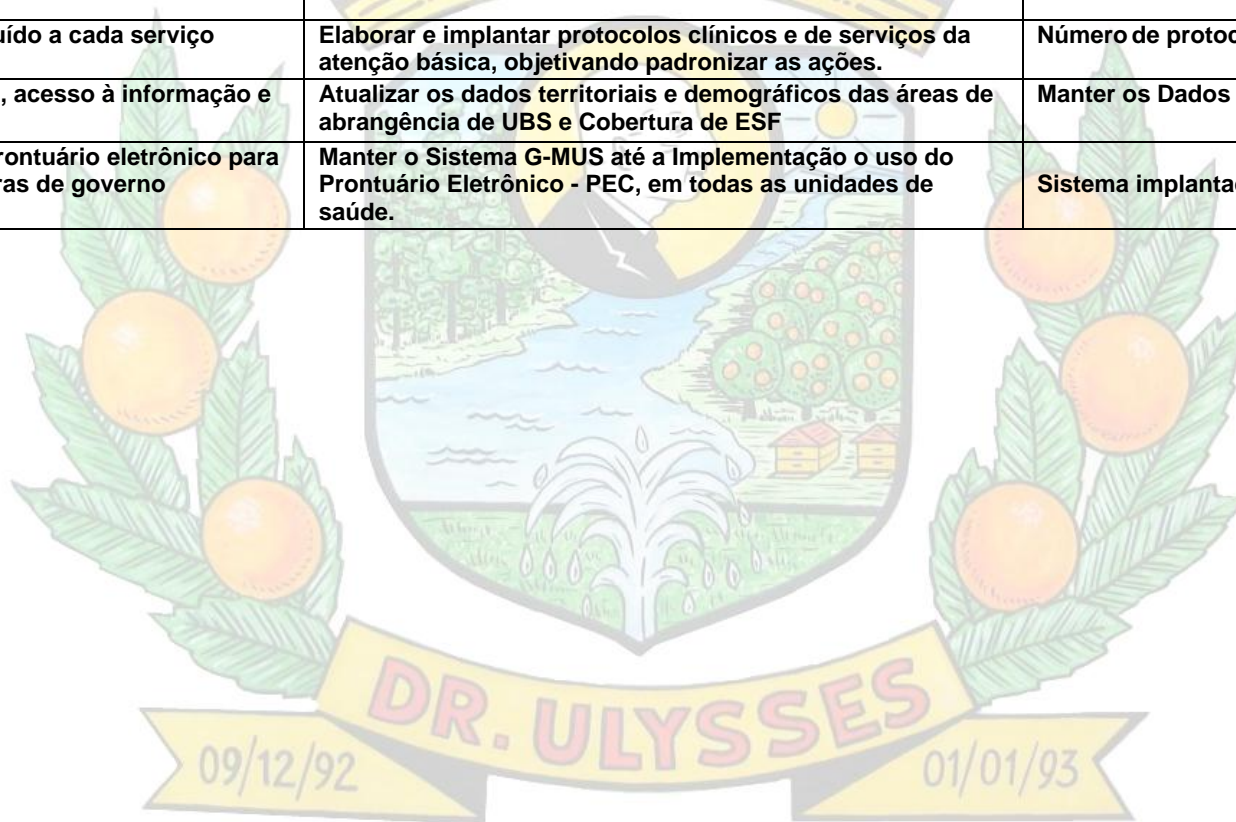 uído a cada serviço
Elaborar e implantar protocolos clínicos e de serviços da
atenção básica, objetivando padronizar as ações.
Número de protoc
, acesso à informação e
Atualizar os dados territoriais e demográficos das áreas de
abrangência de UBS e Cobertura de ESF
Manter os Dados
rontuário eletrônico para
ras de governo
Manter o Sistema G-MUS até a Implementação o uso do
Prontuário Eletrônico - PEC, em todas as unidades de
saúde.
Sistema implantad
DR. ULYSSES
09/12/92
01/01/93